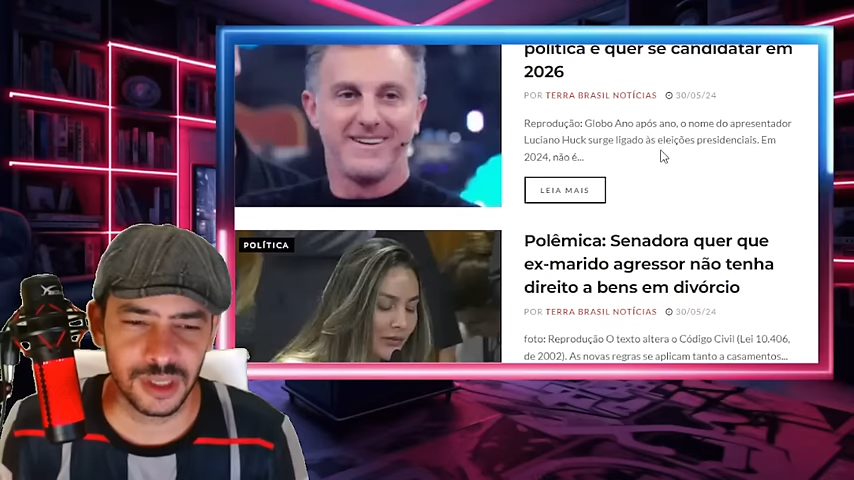 política e quer se candidatar em
2026
POR TERRA BRASIL NOTÍCIAS 30/05/24
Reprodução: Globo Ano após ano, o nome do apresentador
Luciano Huck surge ligado às eleições presidenciais. Em
2024, não é...
LEIA MAIS
POLÍTICA
Polêmica: Senadora quer que
ex-marido agressor não tenha
direito a bens em divórcio
POR TERRA BRASIL NOTÍCIAS 30/05/24
foto: Reprodução O texto altera o Código Civil (Lei 10.406,
de 2002). As novas regras se aplicam tanto a casamentos...